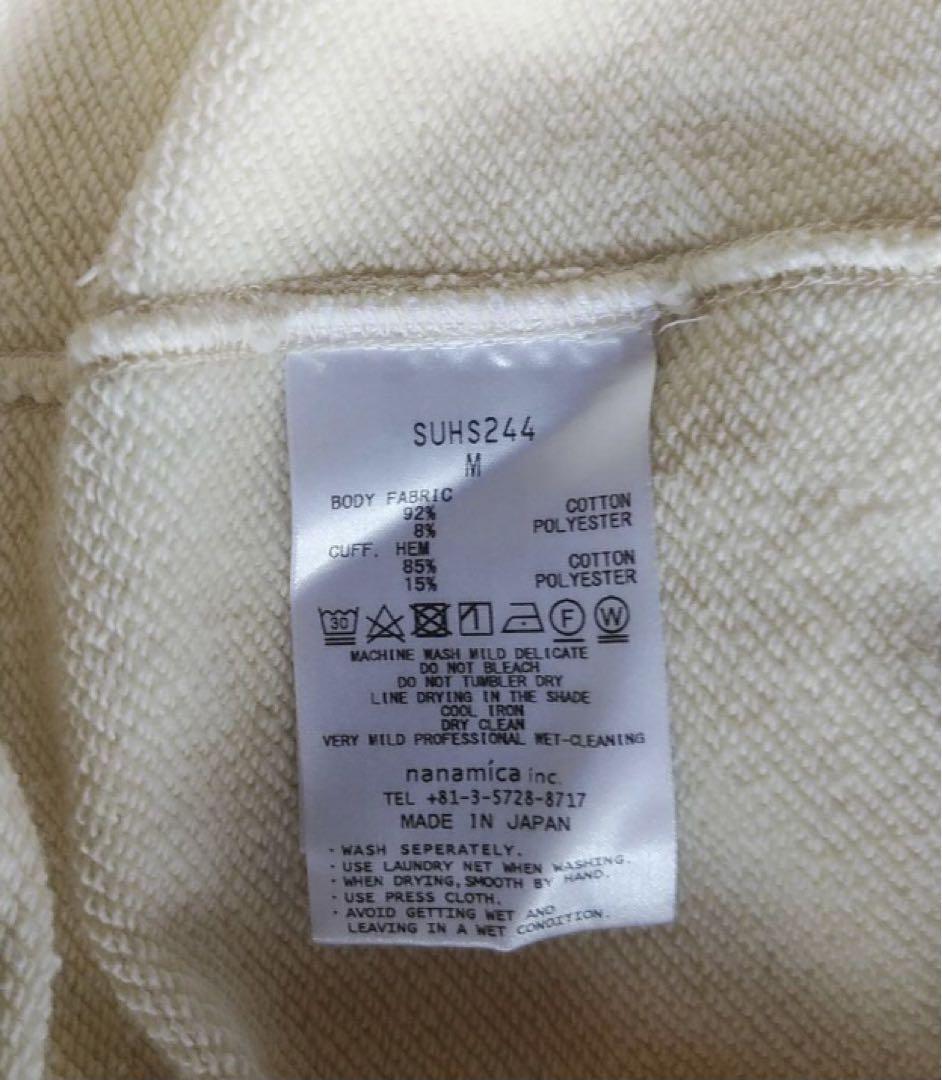 SUHS244
M
BODY FABRIC
92% COTTON
8% POLYESTER
CUFF. HEM
85% COTTON
15% POLYESTER
30 F W
MACHINE WASH MILD DELICATE
DO NOT BLEACH
DO NOT TUMBLER DRY
LINE DRYING IN THE SHADE
COOL IRON
DRY CLEAN
VERY MILD PROFESSIONAL WET-CLEANING
nanamica inc.
TEL +81-3-5728-8717
MADE IN JAPAN
・WASH SEPERATELY.
・USE LAUNDRY NET WHEN WASHING.
・WHEN DRYING, SMOOTH BY HAND.
・USE PRESS CLOTH.
・AVOID GETTING WET AND
LEAVING IN A WET CONDITION.